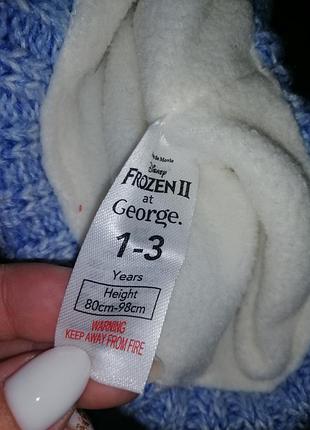 Disney
FROZEN II
at
George.
1-3
Years
Height
80cm-98cm
WARNING
KEEP AWAY FROM FIRE